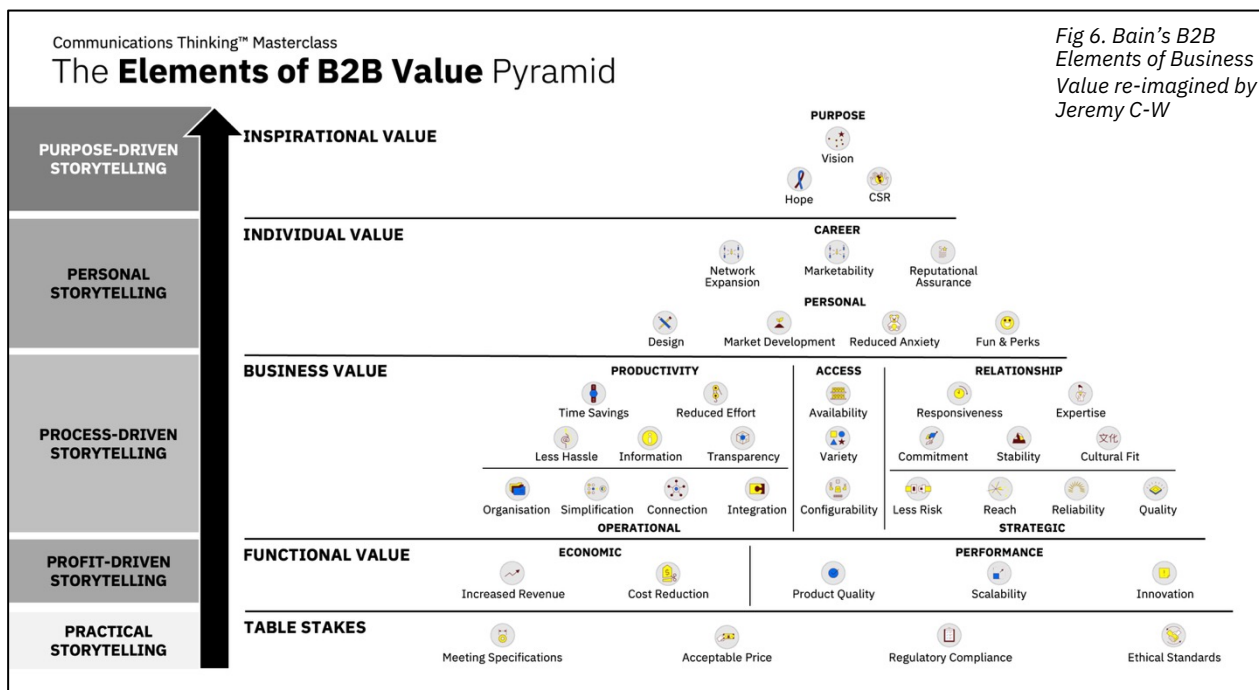 Communications Thinking™ Masterclass
The Elements of B2B Value Pyramid
Fig 6. Bain's B2B
Elements of Business
Value re-imagined by
Jeremy C-W
PURPOSE-DRIVEN
STORYTELLING
INSPIRATIONAL VALUE
PURPOSE
Vision
Hope
CSR
PERSONAL
STORYTELLING
INDIVIDUAL VALUE
CAREER
Network
Expansion
Marketability
Reputational
Assurance
PERSONAL
Design
Market Development
Reduced Anxiety
Fun & Perks
PROCESS-DRIVEN
STORYTELLING
BUSINESS VALUE
PRODUCTIVITY
ACCESS
RELATIONSHIP
Time Savings
Reduced Effort
Availability
Responsiveness
Expertise
文化
Less Hassle
Information
Transparency
Variety
Commitment
Stability
Cultural Fit
Organisation
Simplification
Connection
Integration
Configurability
Less Risk
Reach
Reliability
Quality
OPERATIONAL
STRATEGIC
PROFIT-DRIVEN
STORYTELLING
FUNCTIONAL VALUE
ECONOMIC
PERFORMANCE
Increased Revenue
Cost Reduction
Product Quality
Scalability
Innovation
PRACTICAL
STORYTELLING
TABLE STAKES
Meeting Specifications
Acceptable Price
Regulatory Compliance
Ethical Standards